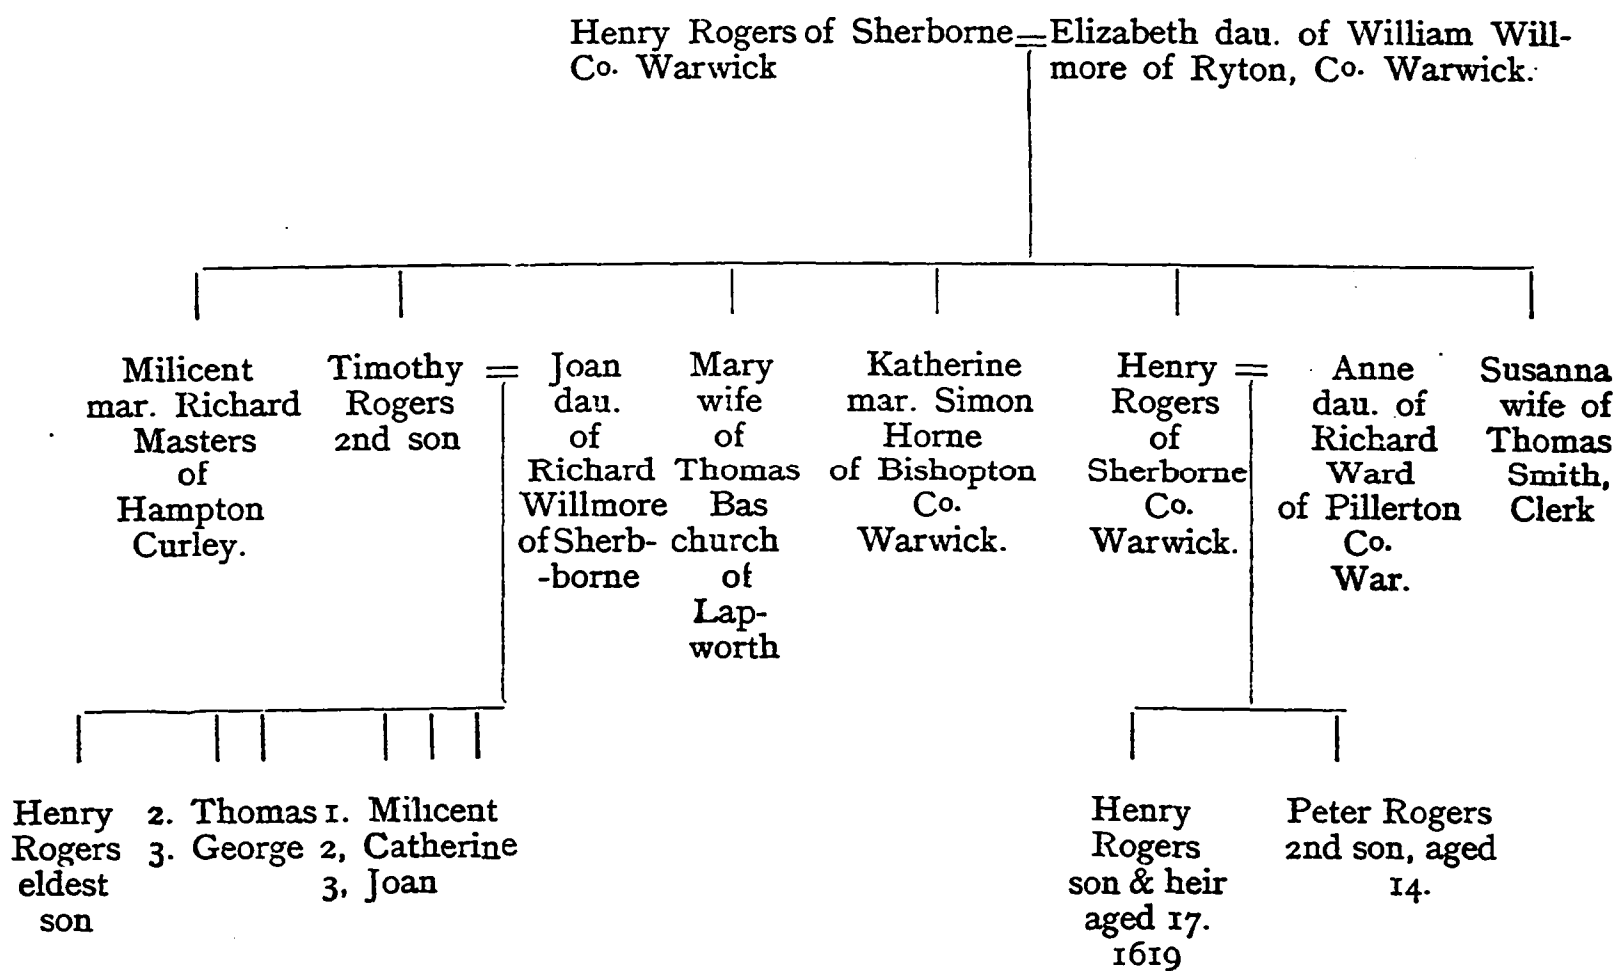 Henry Rogers of Sherborne = Elizabeth dau. of William Will-
Co. Warwick
more of Ryton, Co. Warwick.
Milicent
mar. Richard
Masters
of
Hampton
Curley.
Timothy =
Rogers
2nd son
Joan
dau.
of
Richard
Willmore
of Sherb-
-borne
Mary
wife
of
Thomas
Bas
church
of
Lap-
worth
Katherine
mar. Simon
Horne
of Bishopton
Co.
Warwick.
Henry =
Rogers
of
Sherborne
Co.
Warwick.
Anne
dau. of
Richard
Ward
of Pillerton
Co.
War.
Susanna
wife of
Thomas
Smith,
Clerk
Henry
Rogers
eldest
son
2. Thomas
3. George
1. Milicent
2, Catherine
3, Joan
Henry
Rogers
son & heir
aged 17.
1619
Peter Rogers
2nd son, aged
14.